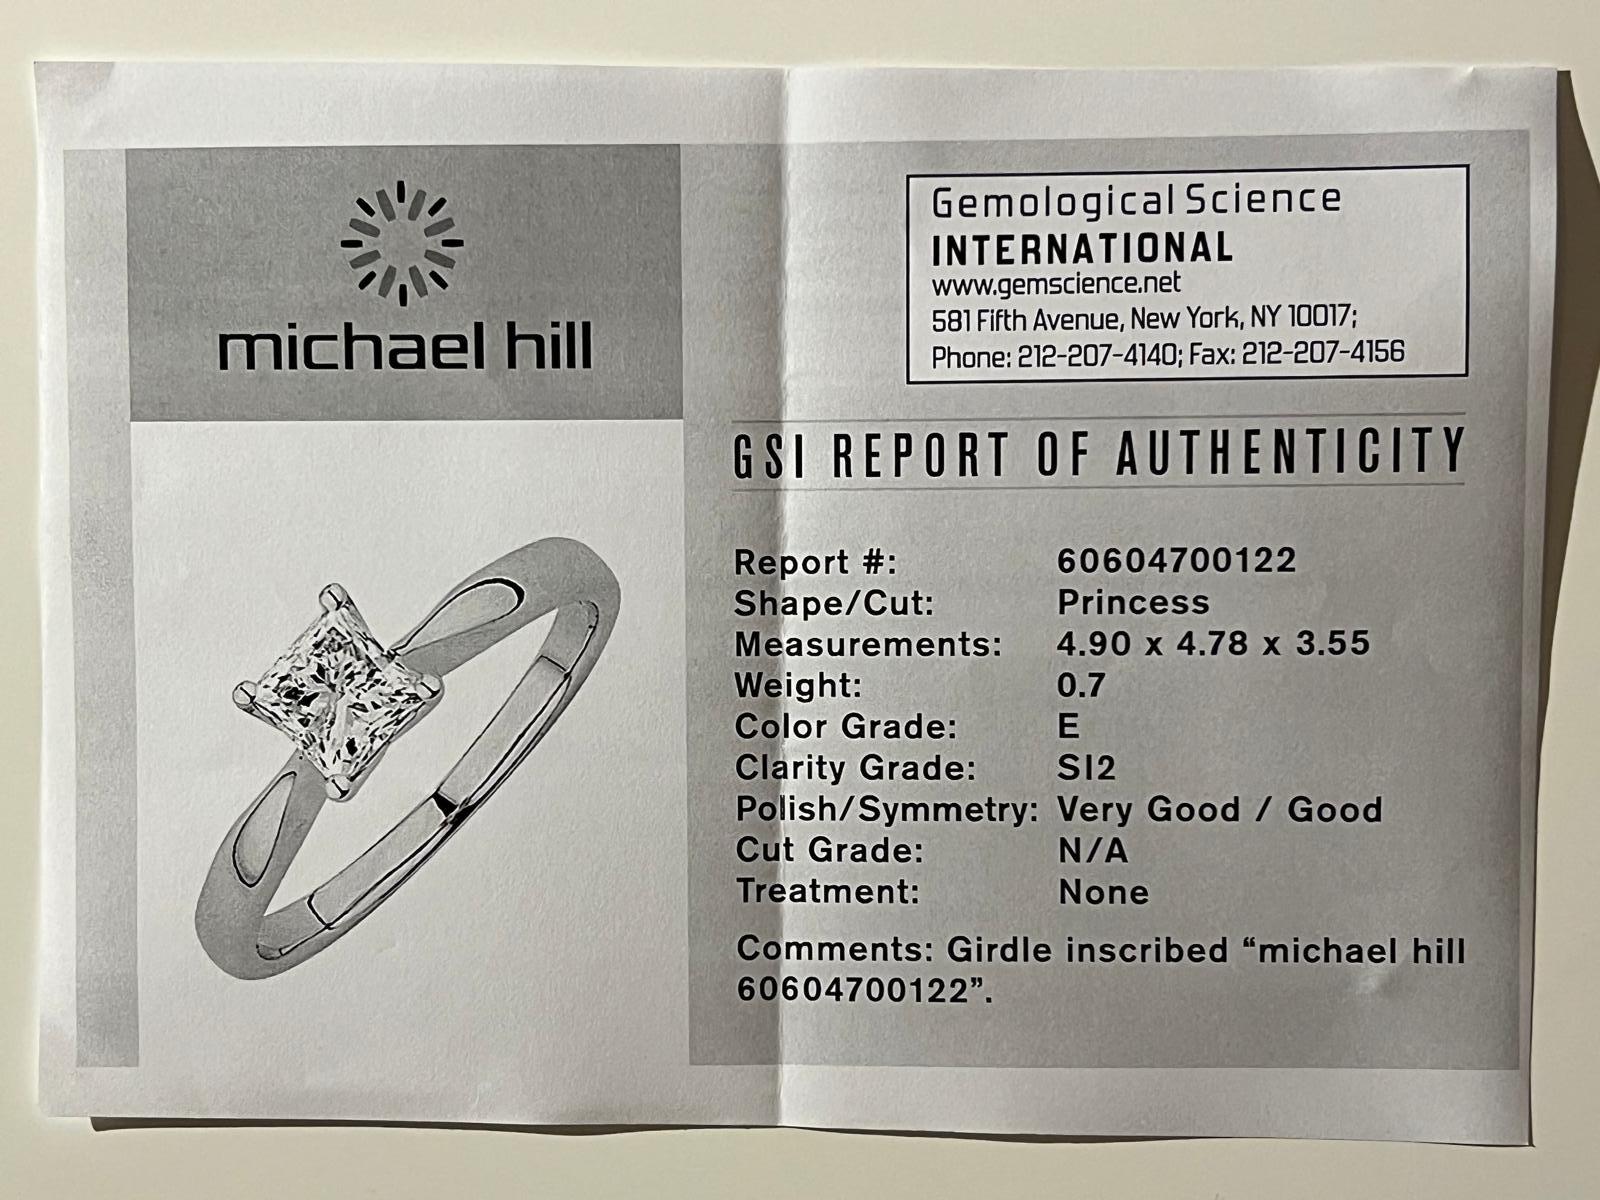 michael hill
Gemological Science
INTERNATIONAL
www.gemscience.net
581 Fifth Avenue, New York, NY 10017;
Phone: 212-207-4140; Fax: 212-207-4156
GSI REPORT OF AUTHENTICITY
Report #: 60604700122
Shape/Cut: Princess
Measurements: 4.90 x 4.78 x 3.55
Weight: 0.7
Color Grade: E
Clarity Grade: SI2
Polish/Symmetry: Very Good / Good
Cut Grade: N/A
Treatment: None
Comments: Girdle inscribed “michael hill
60604700122”.